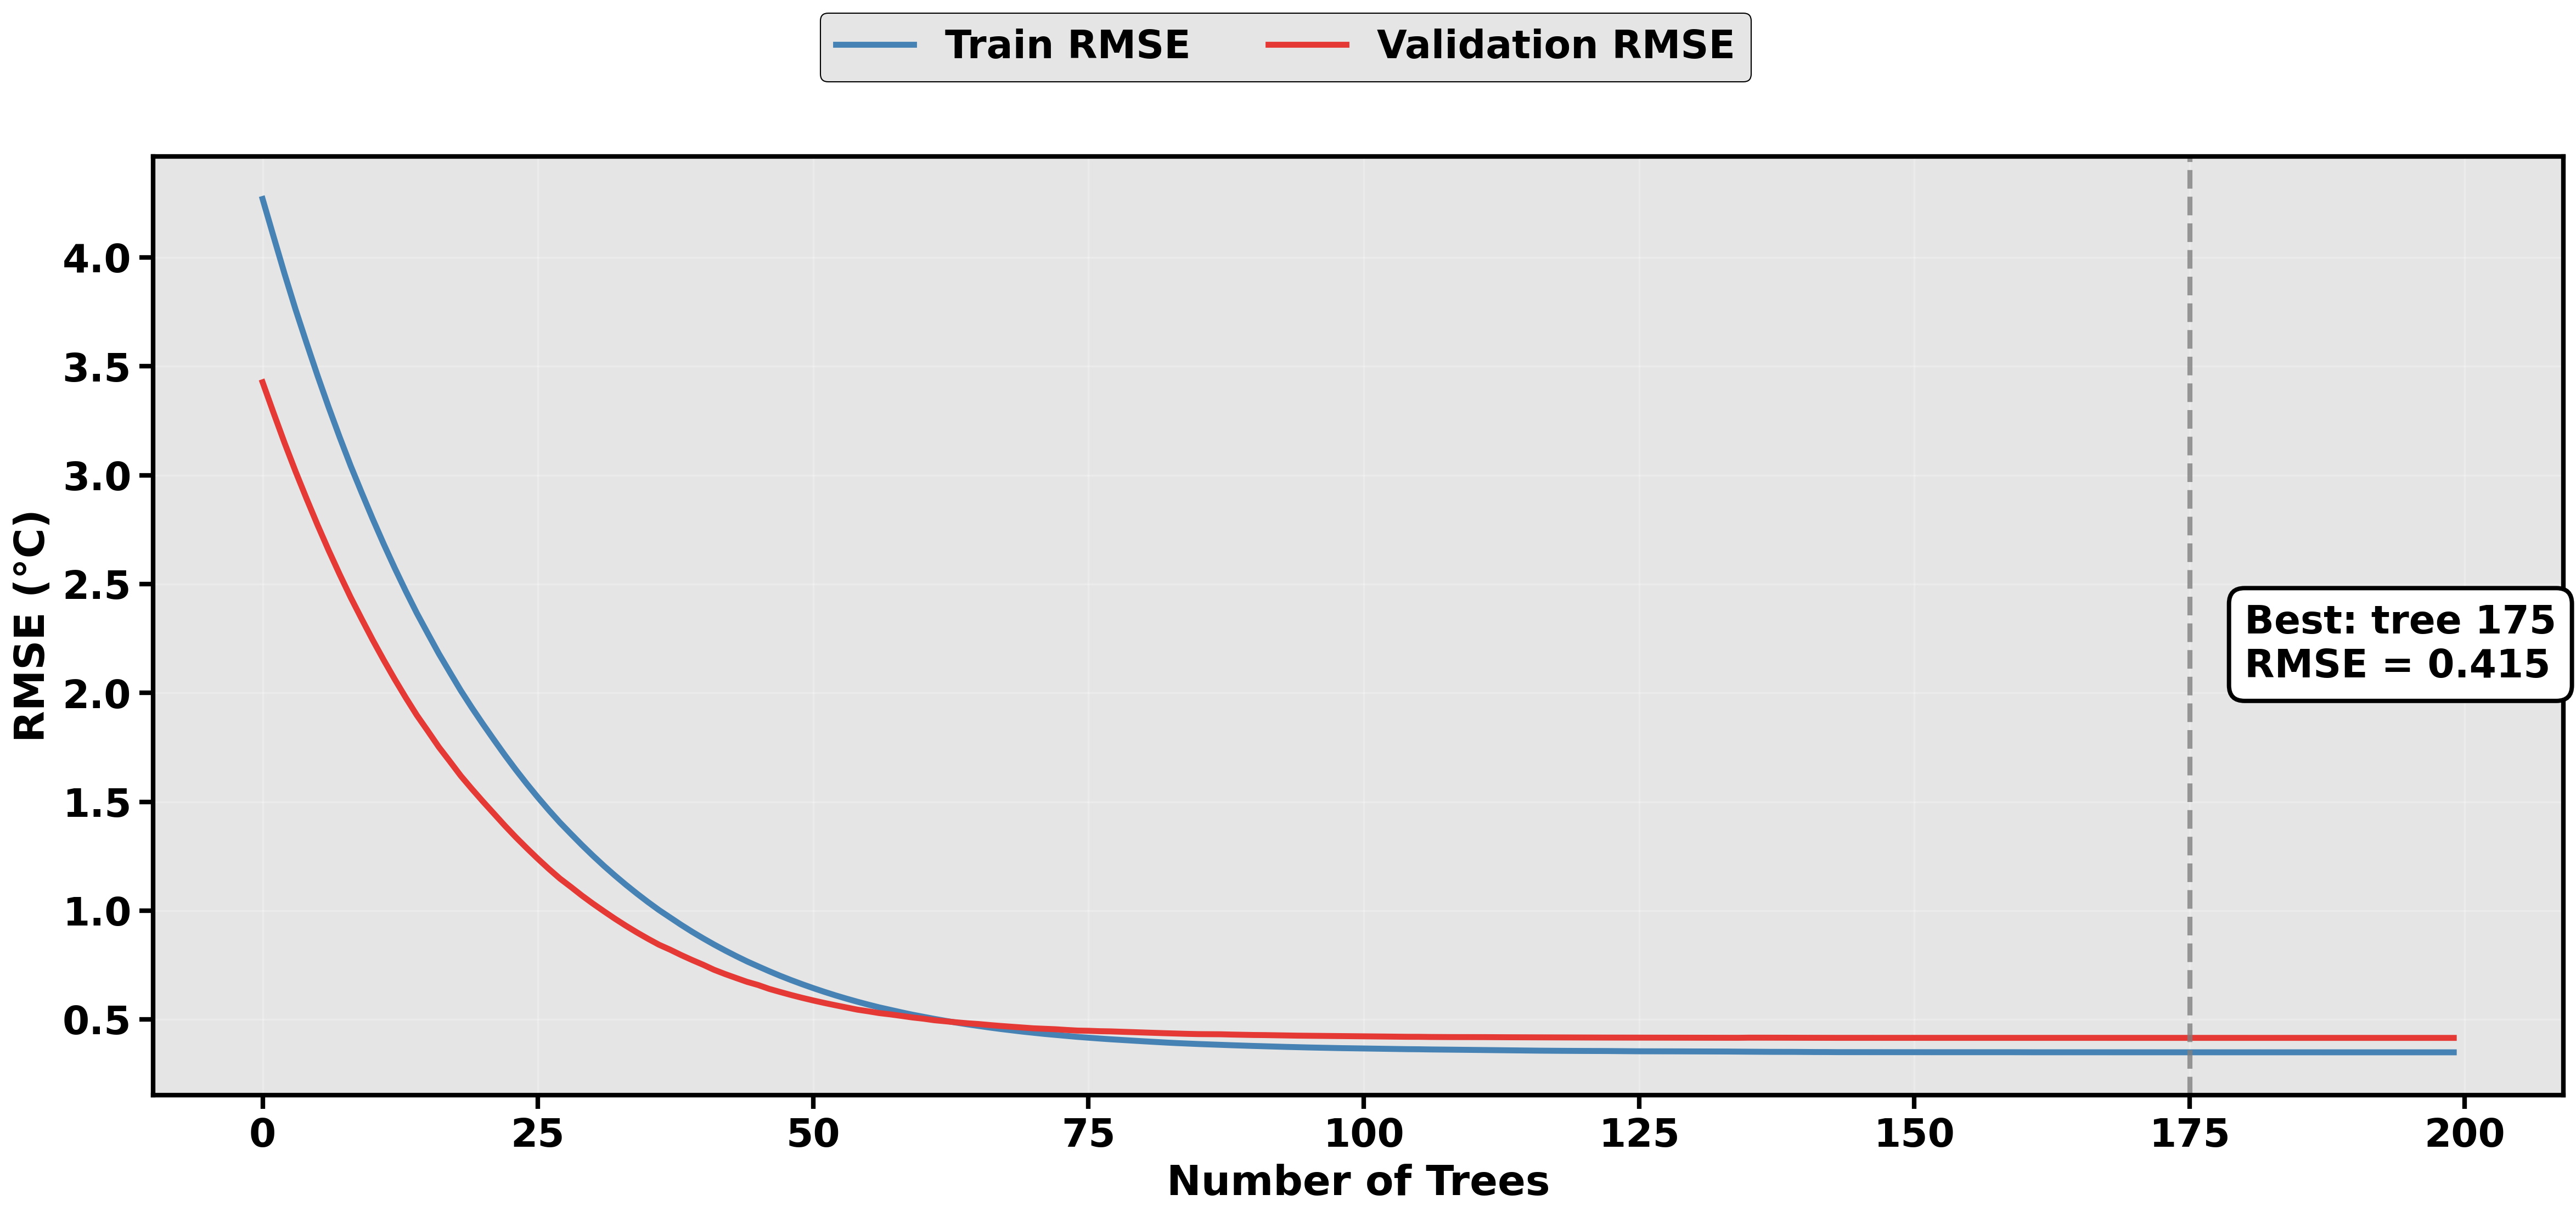 Train RMSE
Validation RMSE
RMSE (°C)
4.0
3.5
3.0
2.5
2.0
1.5
1.0
0.5
Best: tree 175
RMSE = 0.415
0
25
50
75
100
125
150
175
200
Number of Trees